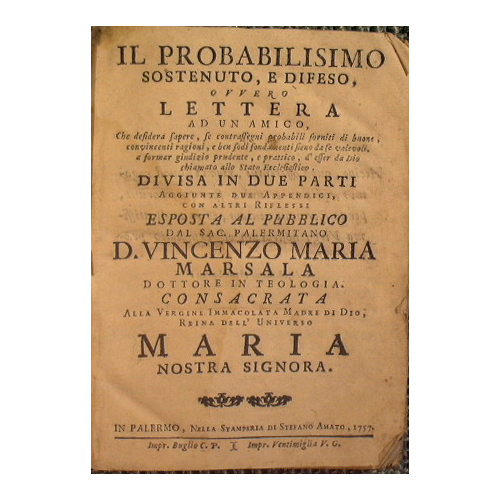 IL PROBABILISIMO
SOSTENUTO, E DIFESO,
OVVERO
LETTERA
AD UN AMICO,
Che desidera sapere, se contrassegni probabili forniti di buone,
convincenti ragioni, e ben sodi fondamenti sieno da se valevoli,
a formar giudizio prudente, e prattico, d'esser da Dio
chiamato allo Stato Ecclesiastico.
DIVISA IN DUE PARTI
AGGIUNTE DUE APPENDICI,
CON ALTRI RIFLESSI
ESPOSTA AL PUBBLICO
DAL SAC. PALERMITANO
D. VINCENZO MARIA
MARSALA
DOTTORE IN TEOLOGIA.
CONSACRATA
ALLA VERGINE IMMACOLATA MADRE DI DIO,
REINA DELL' UNIVERSO
MARIA
NOSTRA SIGNORA.
IN PALERMO, NELLA STAMPERIA DI STEFANO AMATO, 1757.
Impr. Buglio C. P. I Impr. Ventimiglia V. G.